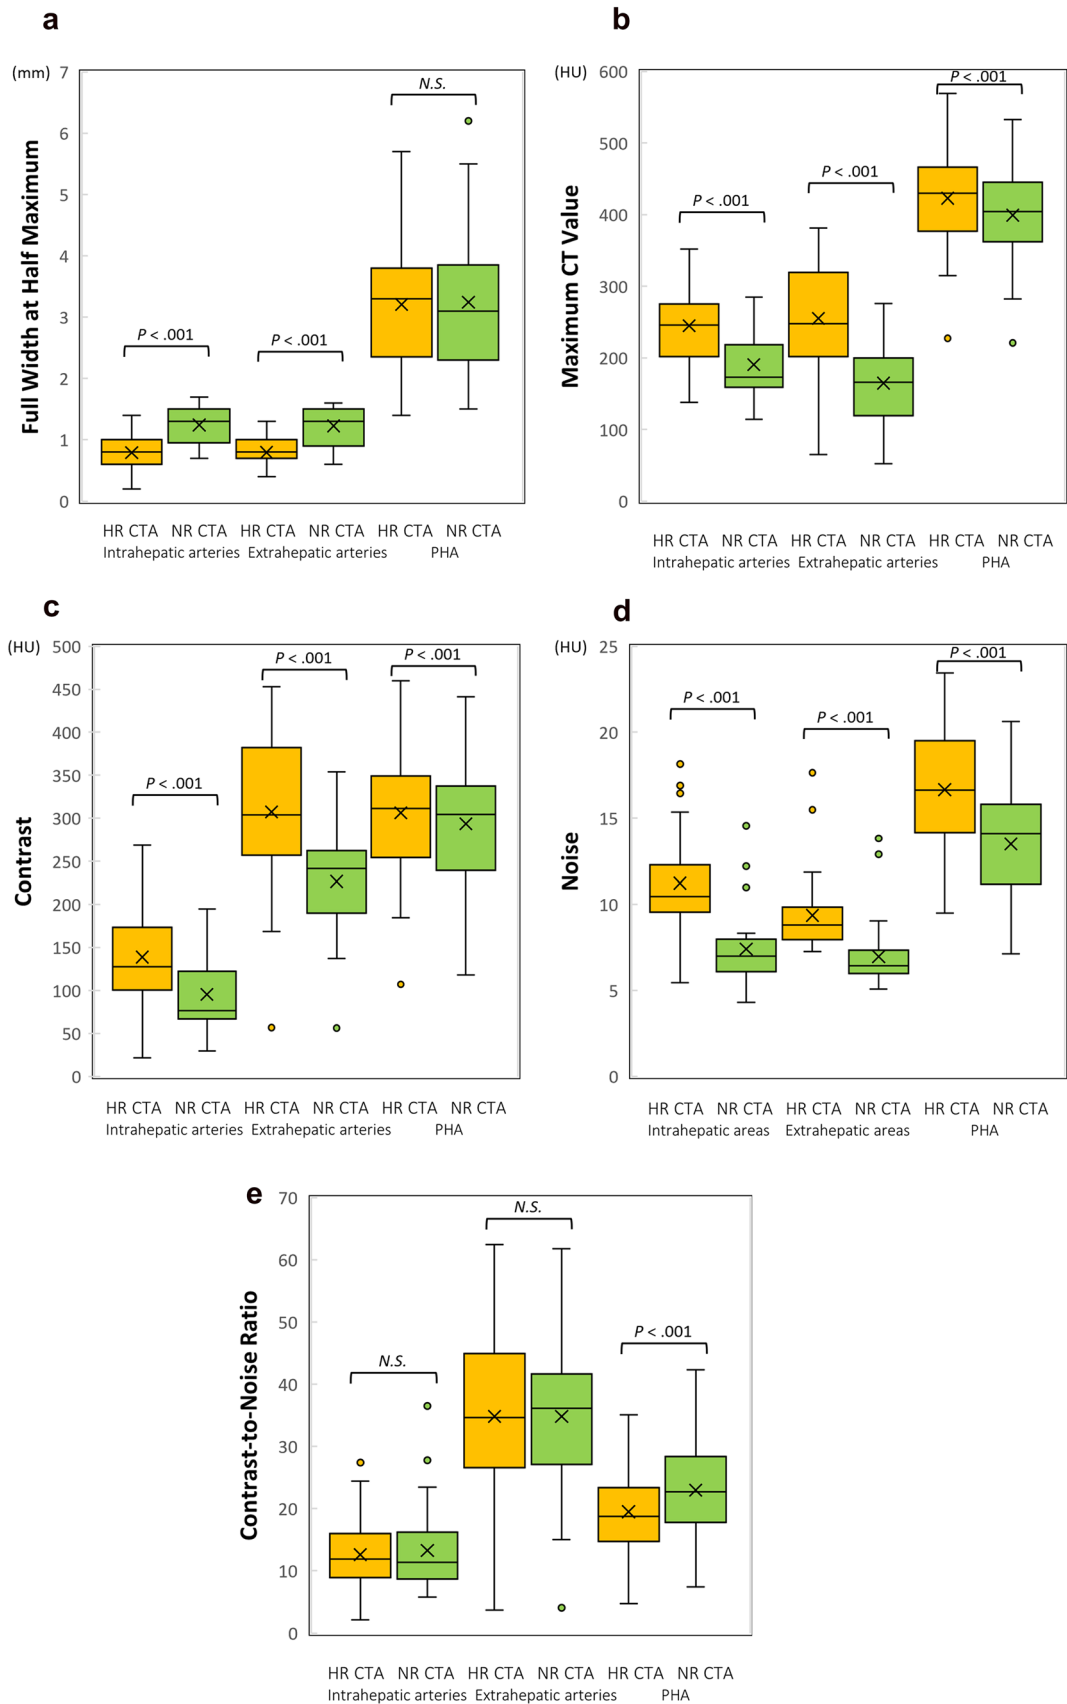 a
(mm)
Full Width at Half Maximum
7
6
5
4
3
2
1
0
P < .001
P < .001
N.S.
HR CTA NR CTA HR CTA NR CTA HR CTA NR CTA
Intrahepatic arteries Extrahepatic arteries PHA
b
(HU)
Maximum CT Value
600
500
400
300
200
100
0
P < .001
P < .001
P < .001
HR CTA NR CTA HR CTA NR CTA HR CTA NR CTA
Intrahepatic arteries Extrahepatic arteries PHA
c
(HU)
Contrast
500
450
400
350
300
250
200
150
100
50
0
P < .001
P < .001
P < .001
HR CTA NR CTA HR CTA NR CTA HR CTA NR CTA
Intrahepatic arteries Extrahepatic arteries PHA
d
(HU)
Noise
25
20
15
10
5
0
P < .001
P < .001
P < .001
HR CTA NR CTA HR CTA NR CTA HR CTA NR CTA
Intrahepatic areas Extrahepatic areas PHA
e
Contrast-to-Noise Ratio
70
60
50
40
30
20
10
0
N.S.
N.S.
P < .001
HR CTA NR CTA HR CTA NR CTA HR CTA NR CTA
Intrahepatic arteries Extrahepatic arteries PHA